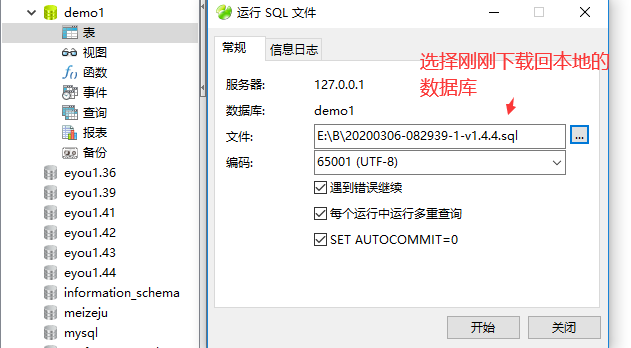 demo1
表
视图
函数
事件
查询
报表
备份
eyou1.36
eyou1.39
eyou1.41
eyou1.42
eyou1.43
eyou1.44
information_schema
meizeju
mysql
运行 SQL 文件
常规
信息日志
选择刚刚下载回本地的
数据库
服务器: 127.0.0.1
数据库: demo1
文件: E:\B\20200306-082939-1-v1.4.4.sql ...
编码: 65001 (UTF-8)
遇到错误继续
每个运行中运行多重查询
SET AUTOCOMMIT=0
开始
关闭